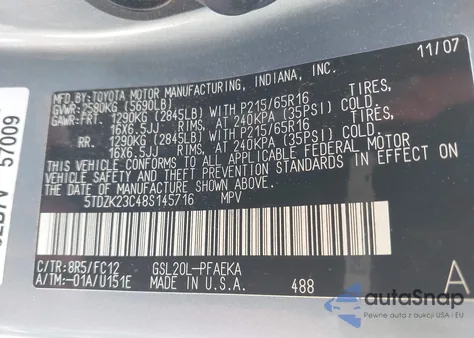 11/07
MFD. BY:TOYOTA MOTOR MANUFACTURING, INDIANA, INC.
GVWR: 2580KG (5690LB)
GAWR:FRT 1290KG (2845LB) WITH P215/65R16 TIRES,
16X6.5JJ RIMS, AT 240KPA (35PSI) COLD.
RR. 1290KG (2845LB) WITH P215/65R16 TIRES,
16X6.5JJ RIMS, AT 240KPA (35PSI) COLD.
THIS VEHICLE CONFORMS TO ALL APPLICABLE FEDERAL MOTOR
VEHICLE SAFETY AND THEFT PREVENTION STANDARDS IN EFFECT ON
THE DATE OF MANUFACTURE SHOWN ABOVE.
5TDZK23C48S145716 MPV
C/TR:8R5/FC12 GSL20L-PFAEKA
A/TM:-01A/U151E MADE IN U.S.A. 488
57009
autoSnap
Pewne auta z USA i EU